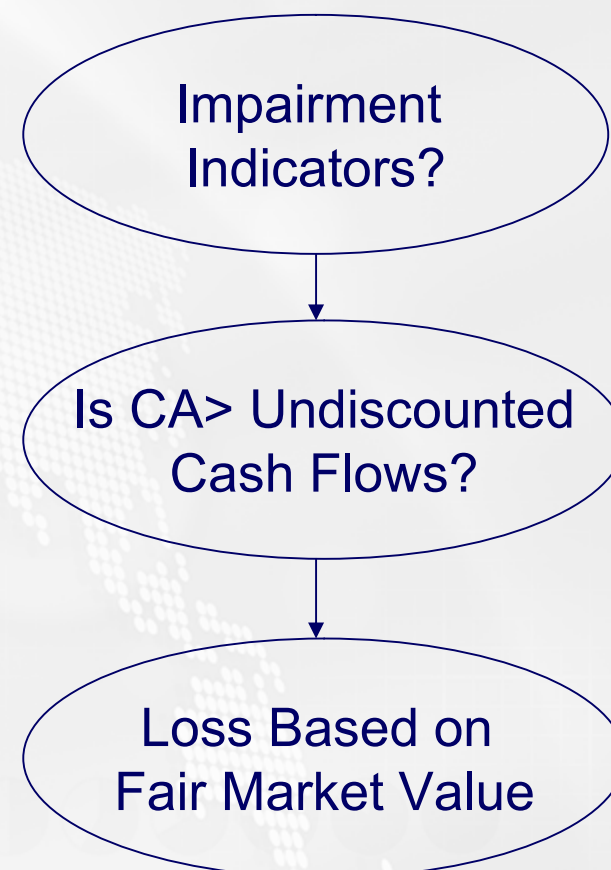 Impairment
Indicators?
Is CA> Undiscounted
Cash Flows?
Loss Based on
Fair Market Value